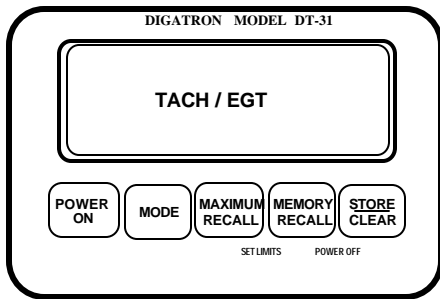 DIGATRON MODEL DT-31
TACH / EGT
POWER
ON
MODE
MAXIMUM
RECALL
MEMORY
RECALL
STORE
CLEAR
SET LIMITS
POWER OFF